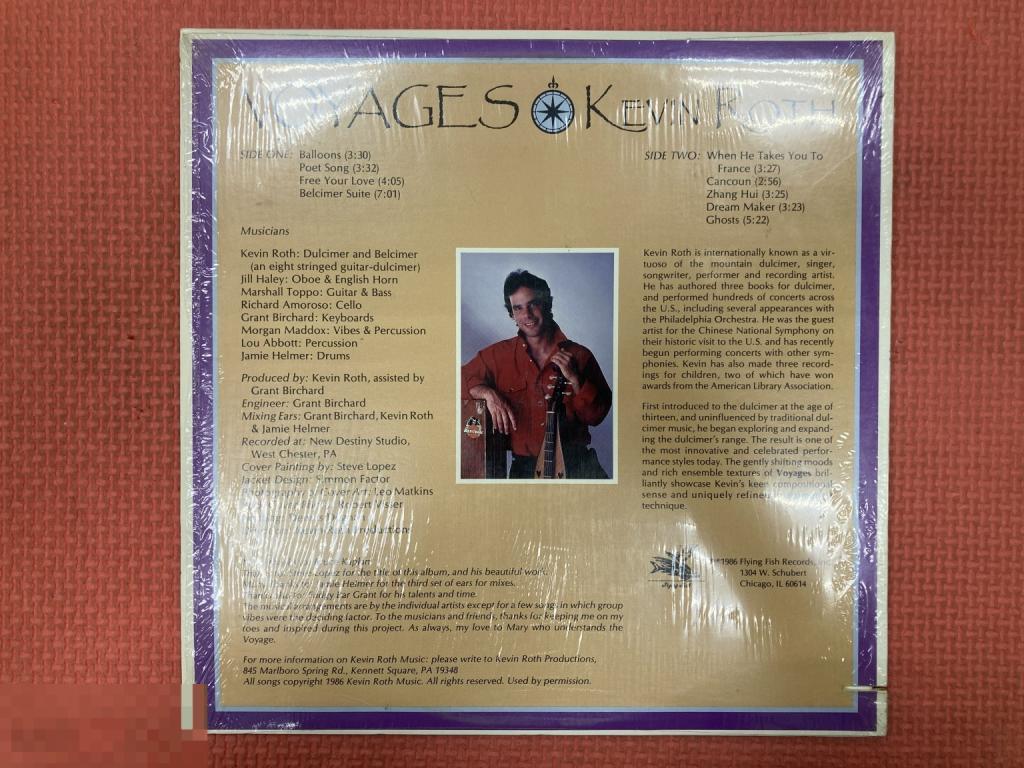 VOYAGES KEVIN ROTH
SIDE ONE: Balloons (3:30)
Poet Song (3:32)
Free Your Love (4:05)
Belcimer Suite (7:01)
SIDE TWO: When He Takes You To
France (3:27)
Cancoun (2:56)
Zhang Hui (3:25)
Dream Maker (3:23)
Ghosts (5:22)
Musicians
Kevin Roth: Dulcimer and Belcimer
(an eight stringed guitar-dulcimer)
Jill Haley: Oboe & English Horn
Marshall Toppo: Guitar & Bass
Richard Amoroso: Cello
Grant Birchard: Keyboards
Morgan Maddox: Vibes & Percussion
Lou Abbott: Percussion
Jamie Helmer: Drums
Produced by: Kevin Roth, assisted by
Grant Birchard
Engineer: Grant Birchard
Mixing Ears: Grant Birchard, Kevin Roth
& Jamie Helmer
Recorded at: New Destiny Studio,
West Chester, PA
Cover Painting by: Steve Lopez
Jacket Design: Simmon Factor
Photography of Cover Art: Leo Matkins
Robert Visser
Kevin Roth is internationally known as a vir-
tuoso of the mountain dulcimer, singer,
songwriter, performer and recording artist.
He has authored three books for dulcimer,
and performed hundreds of concerts across
the U.S., including several appearances with
the Philadelphia Orchestra. He was the guest
artist for the Chinese National Symphony on
their historic visit to the U.S. and has recently
begun performing concerts with other sym-
phonies. Kevin has also made three record-
ings for children, two of which have won
awards from the American Library Association.
First introduced to the dulcimer at the age of
thirteen, and uninfluenced by traditional dul-
cimer music, he began exploring and expand-
ing the dulcimer's range. The result is one of
the most innovative and celebrated perfor-
mance styles today. The gently shifting moods
and rich ensemble textures of Voyages bril-
liantly showcase Kevin's keen compositional
sense and uniquely refined
technique.
1986 Flying Fish Records, Inc.
1304 W. Schubert
Chicago, IL 60614
Kaplan
Steve Lopez for the title of this album, and his beautiful work.
Jamie Helmer for the third set of ears for mixes.
Grant for his talents and time.
The musical arrangements are by the individual artists except for a few songs in which group
vibes were the deciding factor. To the musicians and friends, thanks for keeping me on my
toes and inspired during this project. As always, my love to Mary who understands the
Voyage.
For more information on Kevin Roth Music: please write to Kevin Roth Productions,
845 Marlboro Spring Rd., Kennett Square, PA 19348
All songs copyright 1986 Kevin Roth Music. All rights reserved. Used by permission.